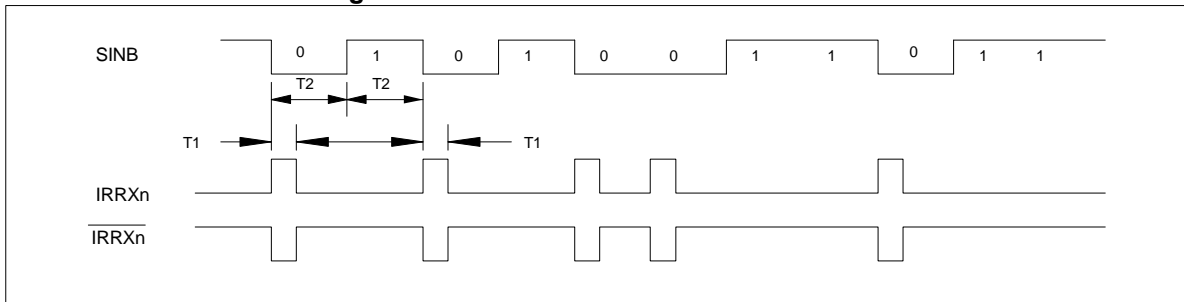 SINB 0 1 0 1 0 0 1 1 0 1 1
T2 T2
T1 T1
IRRXn
IRRXn